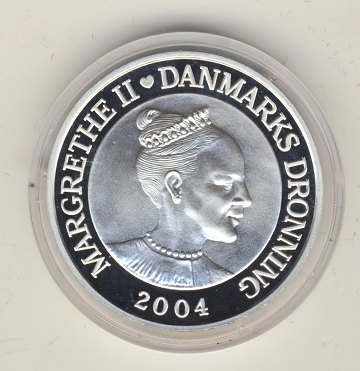 MARGRETHE II ♥ DANMARKS DRONNING
2004